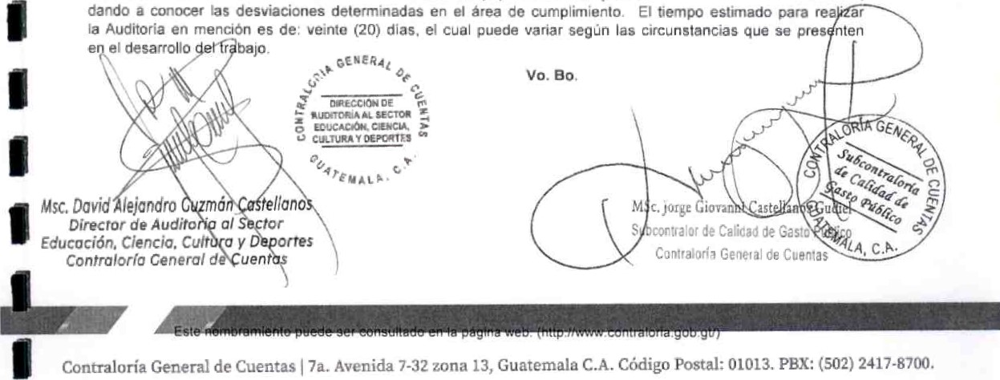 dando a conocer las desviaciones determinadas en el área de cumplimiento. El tiempo estimado para realizar
la Auditoría en mención es de: veinte (20) días, el cual puede variar según las circunstancias que se presenten
en el desarrollo del trabajo.
CONTRALORIA GENERAL DE CUENTAS
DIRECCIÓN DE
AUDITORÍA AL SECTOR
EDUCACIÓN, CIENCIA,
CULTURA Y DEPORTES
GUATEMALA, C.A.
Vo. Bo.
Msc. David Alejandro Guzmán Castellanos
Director de Auditoría al Sector
Educación, Ciencia, Cultura y Deportes
Contraloría General de Cuentas
CONTRALORÍA GENERAL DE CUENTAS
Subcontraloría
de Calidad de
Gasto Público
GUATEMALA, C.A.
MSc. Jorge Giovanni Castellanos Gudiel
Subcontralor de Calidad de Gasto Público
Contraloría General de Cuentas
Este nombramiento puede ser consultado en la página web: (http://www.contraloria.gob.gt/)
Contraloría General de Cuentas | 7a. Avenida 7-32 zona 13, Guatemala C.A. Código Postal: 01013. PBX: (502) 2417-8700.